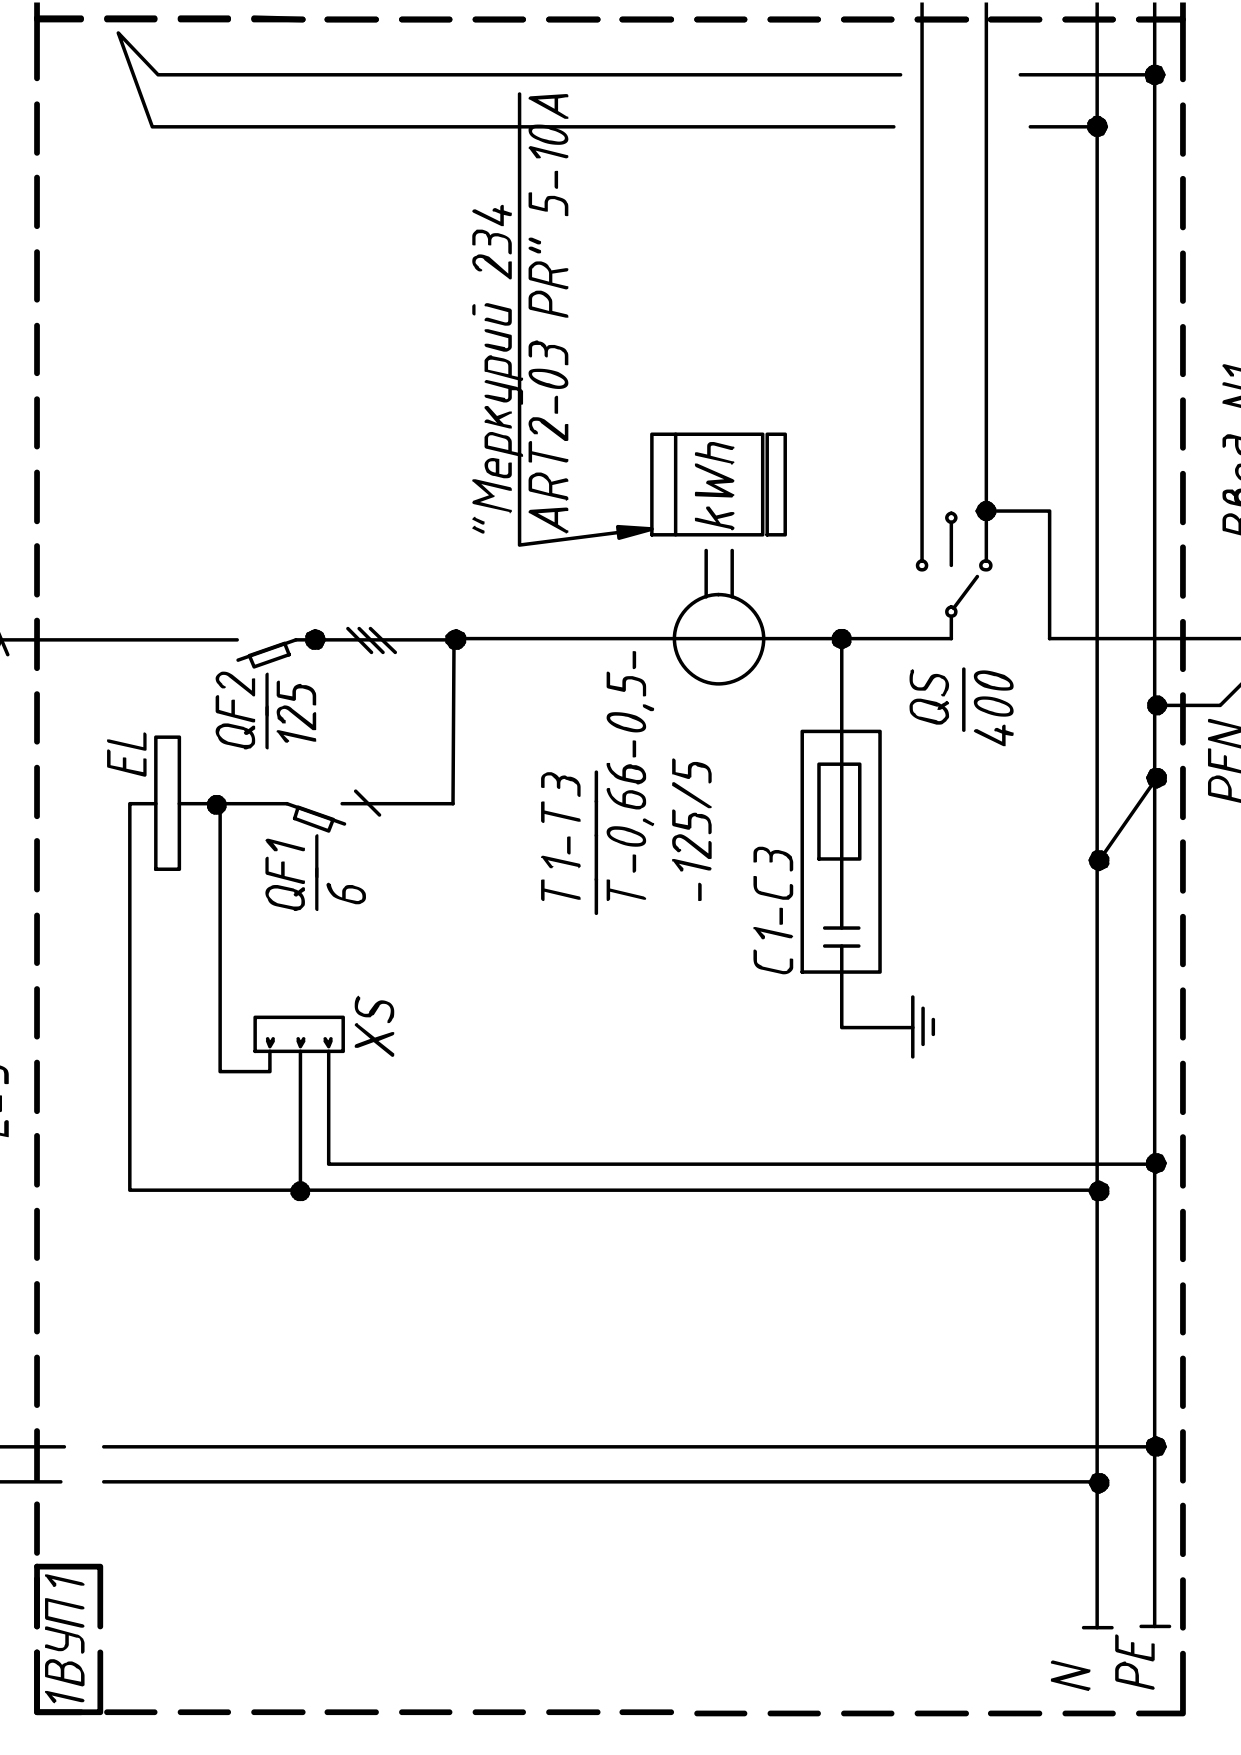 1ВУП1
EL
QF2
125
QF1
6
XS
"Меркурий 234
ART2-03 PR" 5-10А
kWh
T1-T3
Т-0,66-0,5-
-125/5
C1-C3
QS
400
N
PE
PEN
Ввод N1